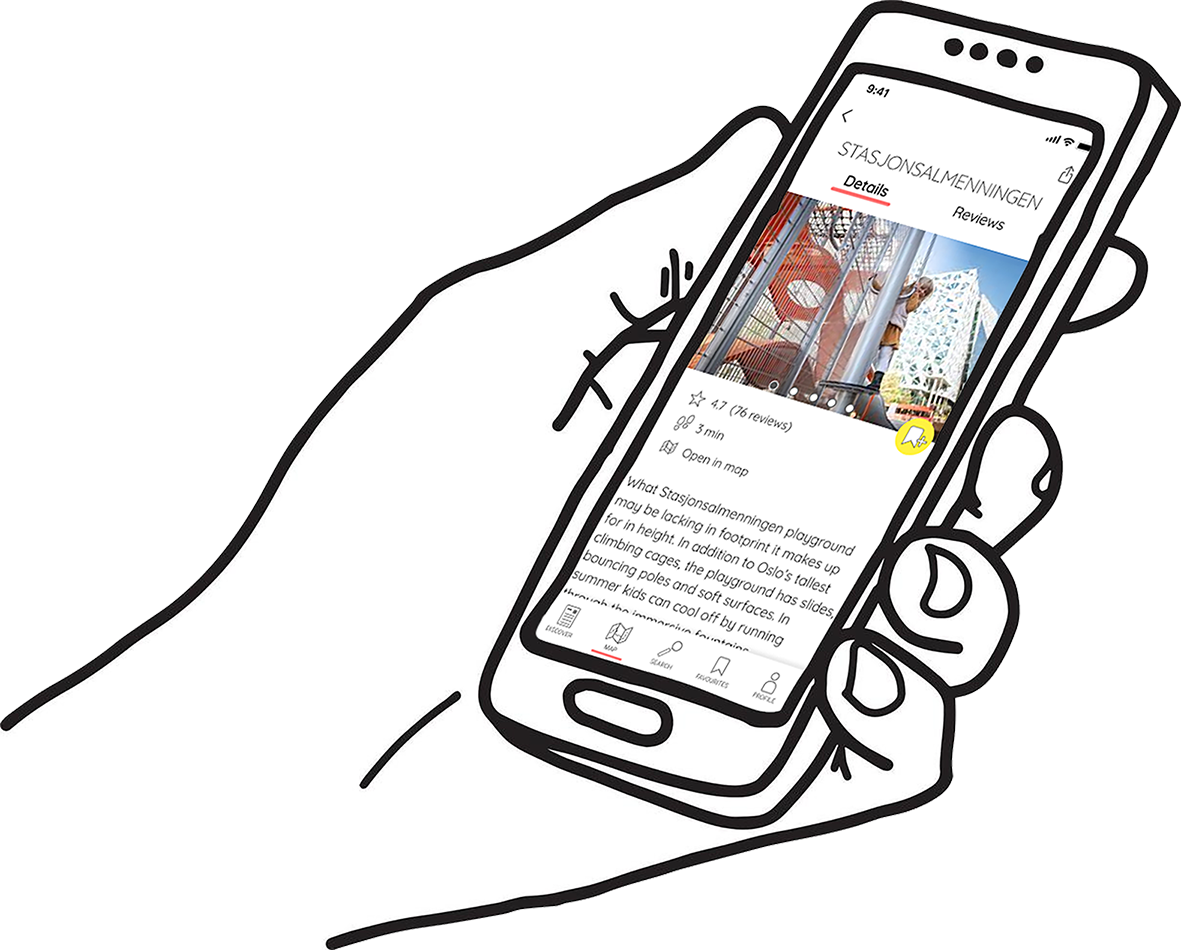 9:41
STASJONSALMENNINGEN
Details
Reviews
4.7 (76 reviews)
3 min
Open in map
What Stasjonsalmenningen playground
may be lacking in footprint it makes up
for in height. In addition to Oslo's tallest
climbing cages, the playground has slides,
bouncing poles and soft surfaces. In
summer kids can cool off by running
through the immersive fountains
DISCOVER
MAP
SEARCH
FAVOURITES
PROFILE